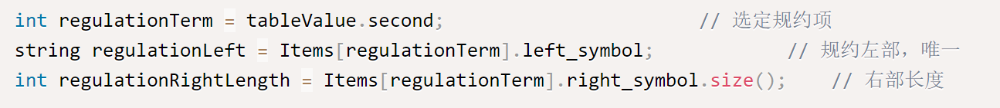 int regulationTerm = tableValue.second; // 选定规约项
string regulationLeft = Items[regulationTerm].left_symbol; // 规约左部，唯一
int regulationRightLength = Items[regulationTerm].right_symbol.size(); // 右部长度